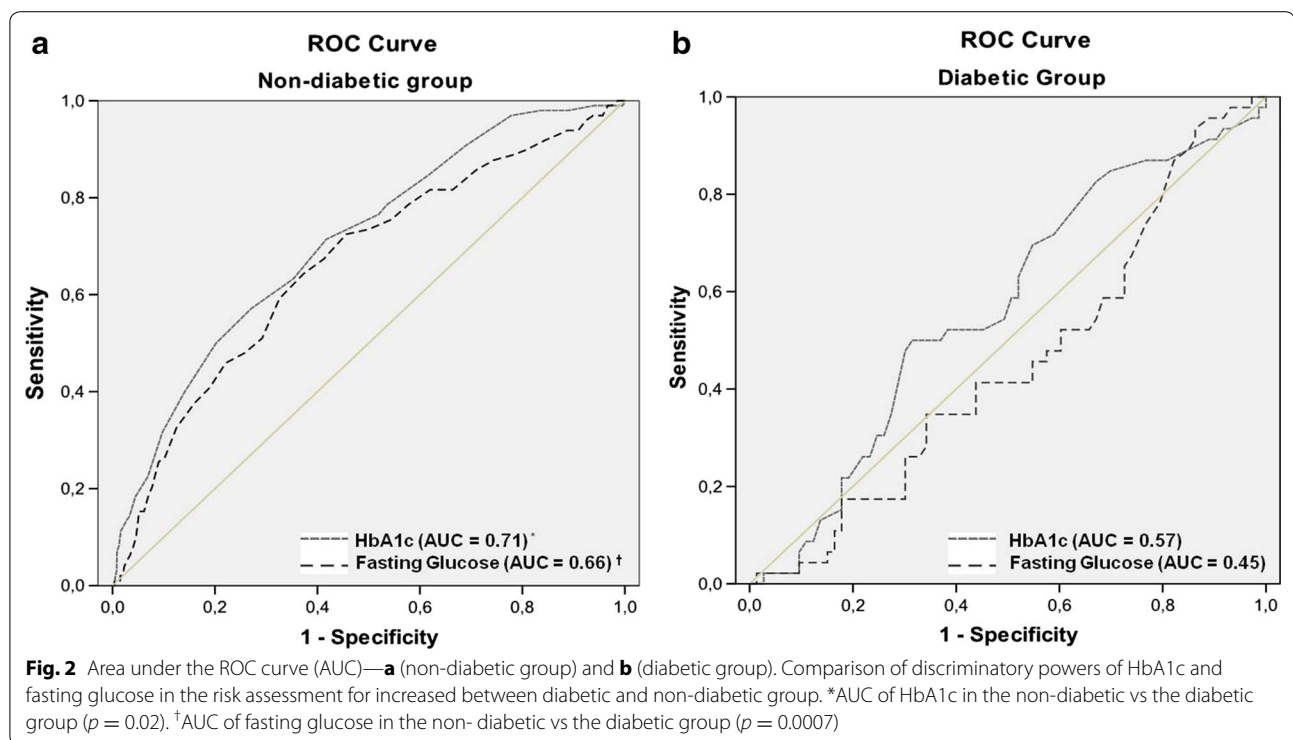 a
ROC Curve
Non-diabetic group
1,0
0,8
0,6
0,4
0,2
0,0
Sensitivity
HbA1c (AUC = 0.71)*
Fasting Glucose (AUC = 0.66)†
0,0 0,2 0,4 0,6 0,8 1,0
1 - Specificity
b
ROC Curve
Diabetic Group
1,0
0,8
0,6
0,4
0,2
0,0
Sensitivity
HbA1c (AUC = 0.57)
Fasting Glucose (AUC = 0.45)
0,0 0,2 0,4 0,6 0,8 1,0
1 - Specificity
Fig. 2 Area under the ROC curve (AUC)—a (non-diabetic group) and b (diabetic group). Comparison of discriminatory powers of HbA1c and
fasting glucose in the risk assessment for increased between diabetic and non-diabetic group. *AUC of HbA1c in the non-diabetic vs the diabetic
group (p = 0.02). †AUC of fasting glucose in the non- diabetic vs the diabetic group (p = 0.0007)